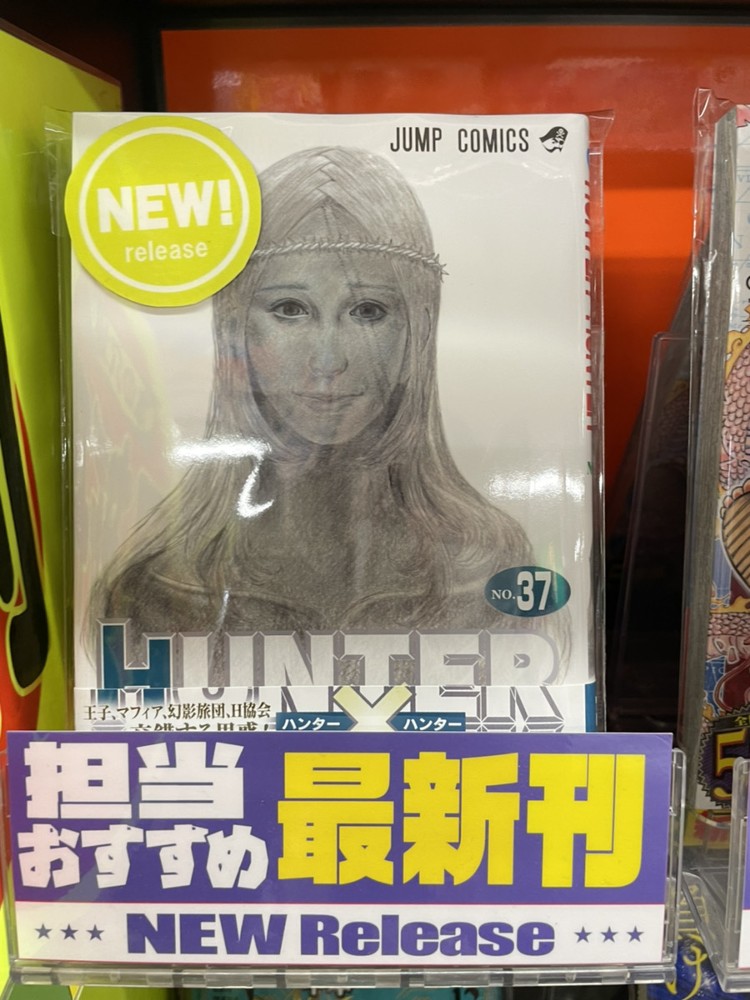 JUMP COMICS
NEW!
release
NO.37
HUNTER
王子、マフィア、幻影旅団、H協会
ハンター X ハンター
担当
おすすめ
最新刊
★★★ NEW Release ★★★